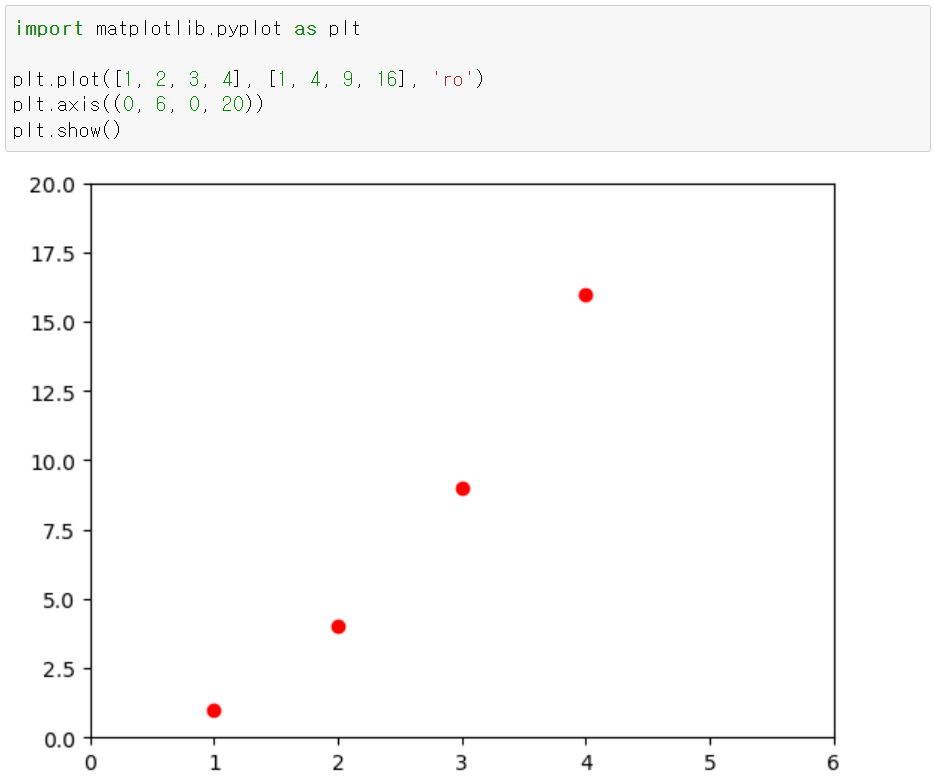 import matplotlib.pyplot as plt
plt.plot([1, 2, 3, 4], [1, 4, 9, 16], 'ro')
plt.axis((0, 6, 0, 20))
plt.show()
20.0
17.5
15.0
12.5
10.0
7.5
5.0
2.5
0.0
0 1 2 3 4 5 6